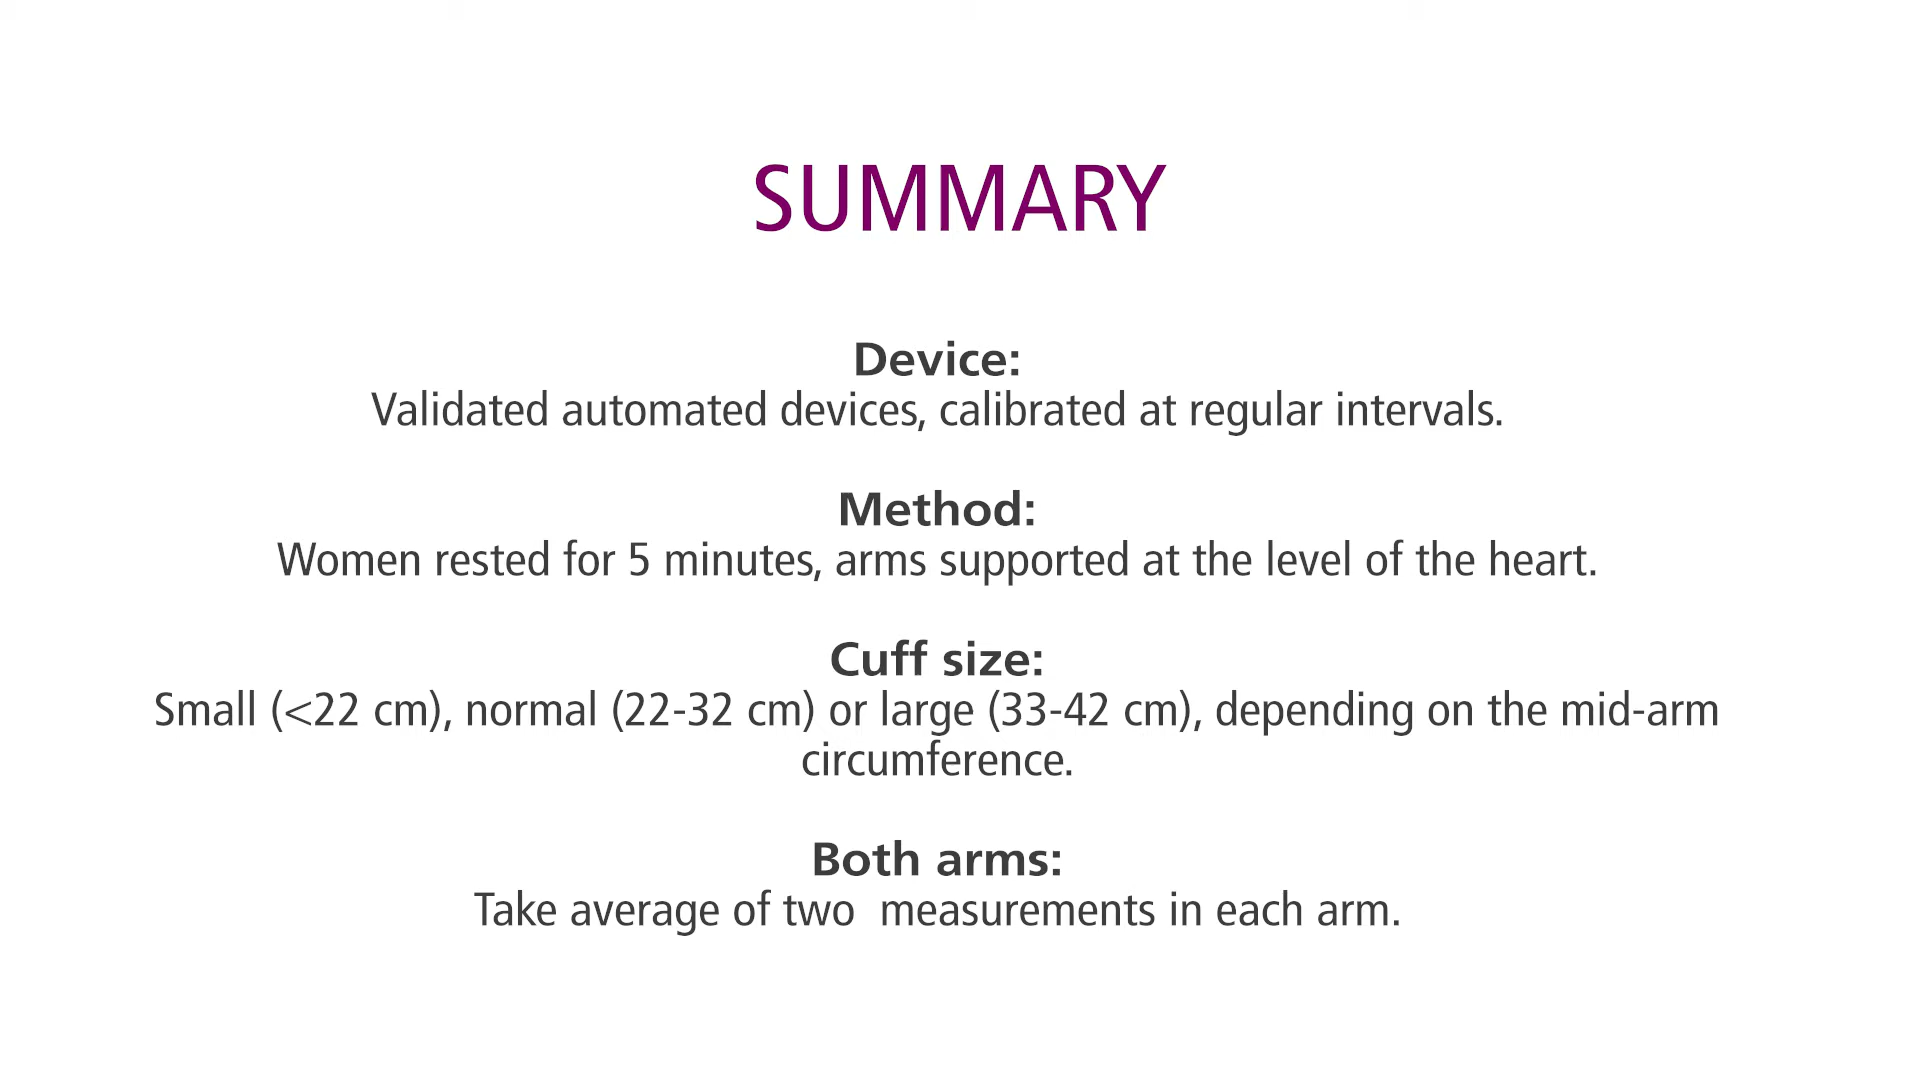 SUMMARY
Device:
Validated automated devices, calibrated at regular intervals.
Method:
Women rested for 5 minutes, arms supported at the level of the heart.
Cuff size:
Small (<22 cm), normal (22-32 cm) or large (33-42 cm), depending on the mid-arm
circumference.
Both arms:
Take average of two  measurements in each arm.